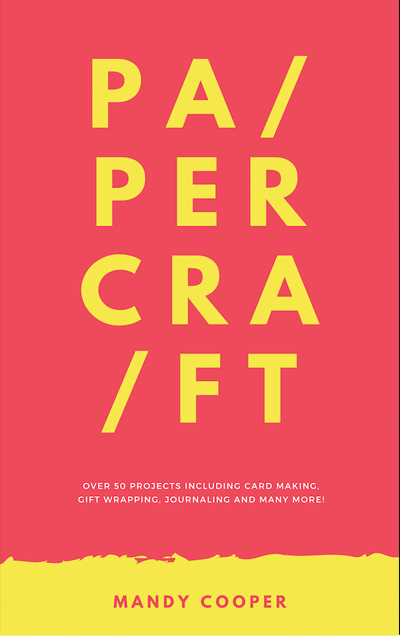 PA/
PER
CRA
/FT
OVER 50 PROJECTS INCLUDING CARD MAKING,
GIFT WRAPPING, JOURNALING AND MANY MORE!
MANDY COOPER